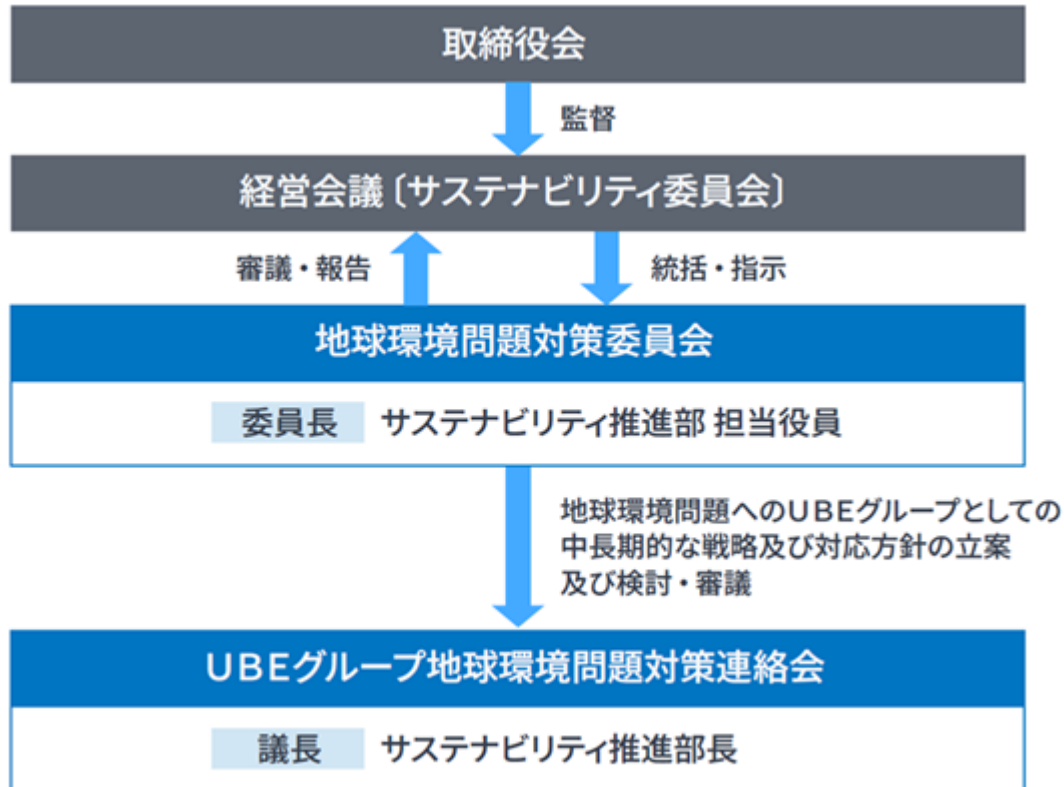 取締役会
監督
経営会議〔サステナビリティ委員会〕
審議・報告
統括・指示
地球環境問題対策委員会
委員長 サステナビリティ推進部 担当役員
地球環境問題へのUBEグループとしての
中長期的な戦略及び対応方針の立案
及び検討・審議
UBEグループ地球環境問題対策連絡会
議長 サステナビリティ推進部長